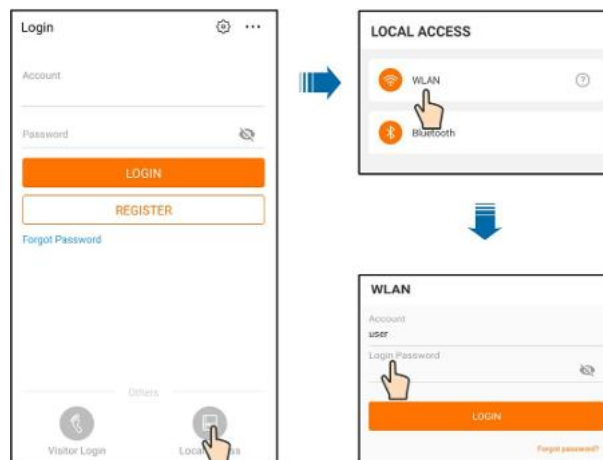 Login
Account
Password
LOGIN
REGISTER
Forgot Password
Others
Visitor Login
LOCAL ACCESS
WLAN
Bluetooth
WLAN
Account
user
Login Password
LOGIN
Forgot password?